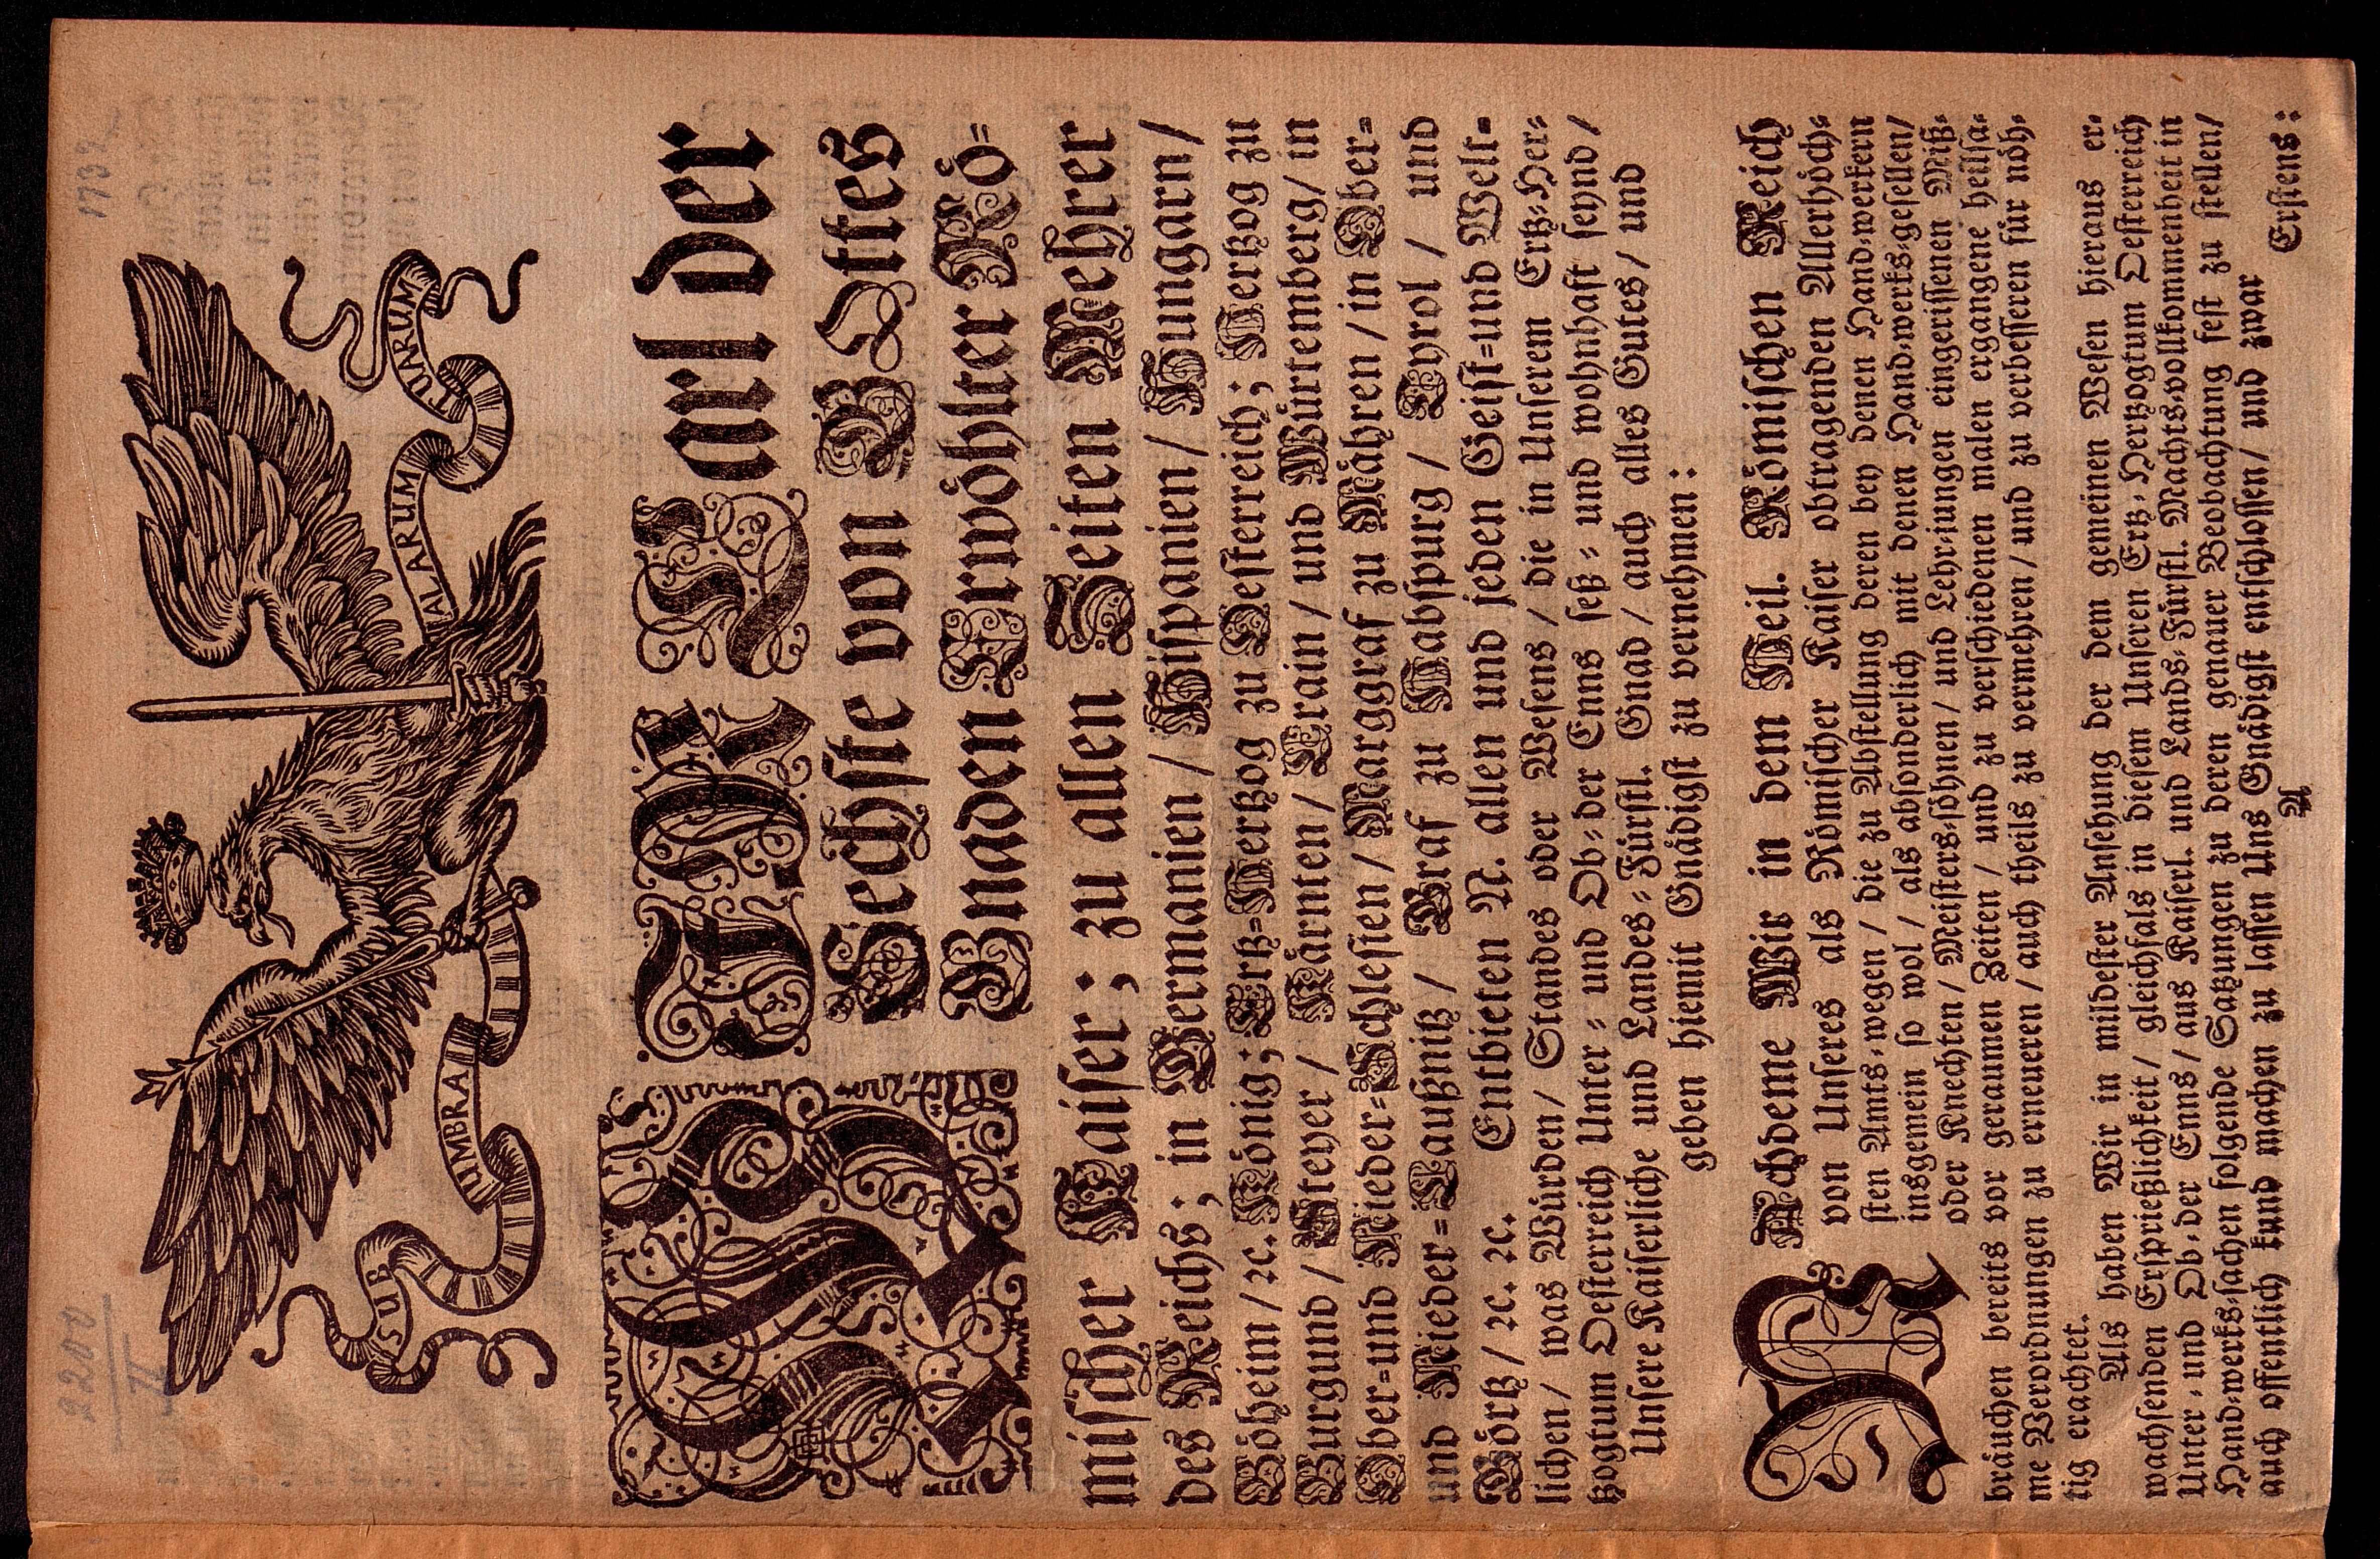 2200
II
1732
SUB UMBRA ALARUM TUARUM
WIR Carl der
Sechste von GOttes
Gnaden Erwöhlter Rö=
mischer Kaiser; zu allen Zeiten Mehrer
des Reichs; in Germanien / Hispanien / Hungarn /
Böheim / ꝛc. König; Ertz=Hertzog zu Oesterreich; Hertzog zu
Burgund / Steyer / Kärnten / Crain / und Würtemberg / in
Ober=und Nieder=Schlesien / Marggraf zu Mähren / in Ober=
und Nieder=Laußnitz / Graf zu Habspurg / Tyrol / und
Görtz / ꝛc. ꝛc. Entbieten N. allen und jeden Geist=und Welt=
lichen / was Würden / Standes oder Wesens / die in Unserem Ertz=Her=
tzogtum Oesterreich Unter = und Ob=der Enns seß = und wohnhaft seynd /
Unsere Kaiserliche und Landes=Fürstl. Gnad / auch alles Gutes / und
geben hiemit Gnädigst zu vernehmen:
NAchdeme Wir in dem Heil. Römischen Reich
von Unseres als Römischer Kaiser obtragenden Allerhöch=
sten Amts=wegen / die zu Abstellung deren bey denen Hand=werkern
insgemein so wol / als absonderlich mit denen Hand=werks=gesellen /
oder Knechten / Meisters=söhnen / und Lehr=jungen eingerissenen Miß=
bräuchen bereits vor geraumen Zeiten / und zu verschiedenen malen ergangene heilsa=
me Verordnungen zu erneueren / auch theils zu vermehren / und zu verbesseren für nöh=
tig erachtet.
Als haben Wir in mildester Ansehung der dem gemeinen Wesen hieraus er=
wachsenden Ersprießlichkeit / gleichfals in diesem Unseren Ertz=Hertzogtum Oesterreich
Unter = und Ob=der Enns / aus Kaiserl. und Lands=Fürstl. Machts=vollkommenheit in
Hand=werks=sachen folgende Satzungen zu deren genauer Beobachtung fest zu stellen /
auch offentlich kund machen zu lassen Uns Gnädigst entschlossen / und zwar
A Erstens: